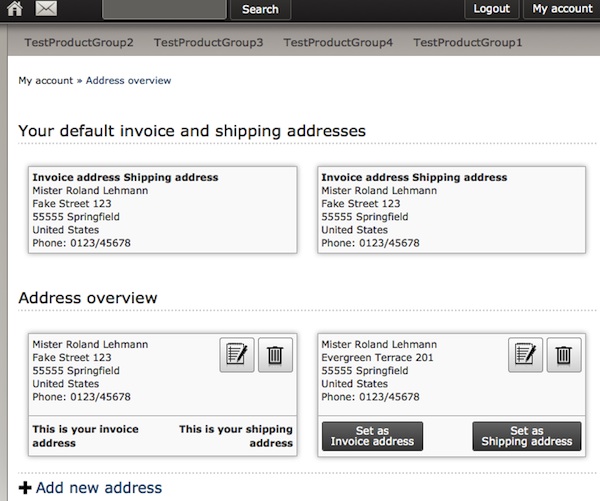 Search
Logout
My account
TestProductGroup2 TestProductGroup3 TestProductGroup4 TestProductGroup1
My account » Address overview
Your default invoice and shipping addresses
Invoice address Shipping address
Mister Roland Lehmann
Fake Street 123
55555 Springfield
United States
Phone: 0123/45678
Invoice address Shipping address
Mister Roland Lehmann
Fake Street 123
55555 Springfield
United States
Phone: 0123/45678
Address overview
Mister Roland Lehmann
Fake Street 123
55555 Springfield
United States
Phone: 0123/45678
This is your invoice
address
This is your shipping
address
Mister Roland Lehmann
Evergreen Terrace 201
55555 Springfield
United States
Phone: 0123/45678
Set as
Invoice address
Set as
Shipping address
Add new address